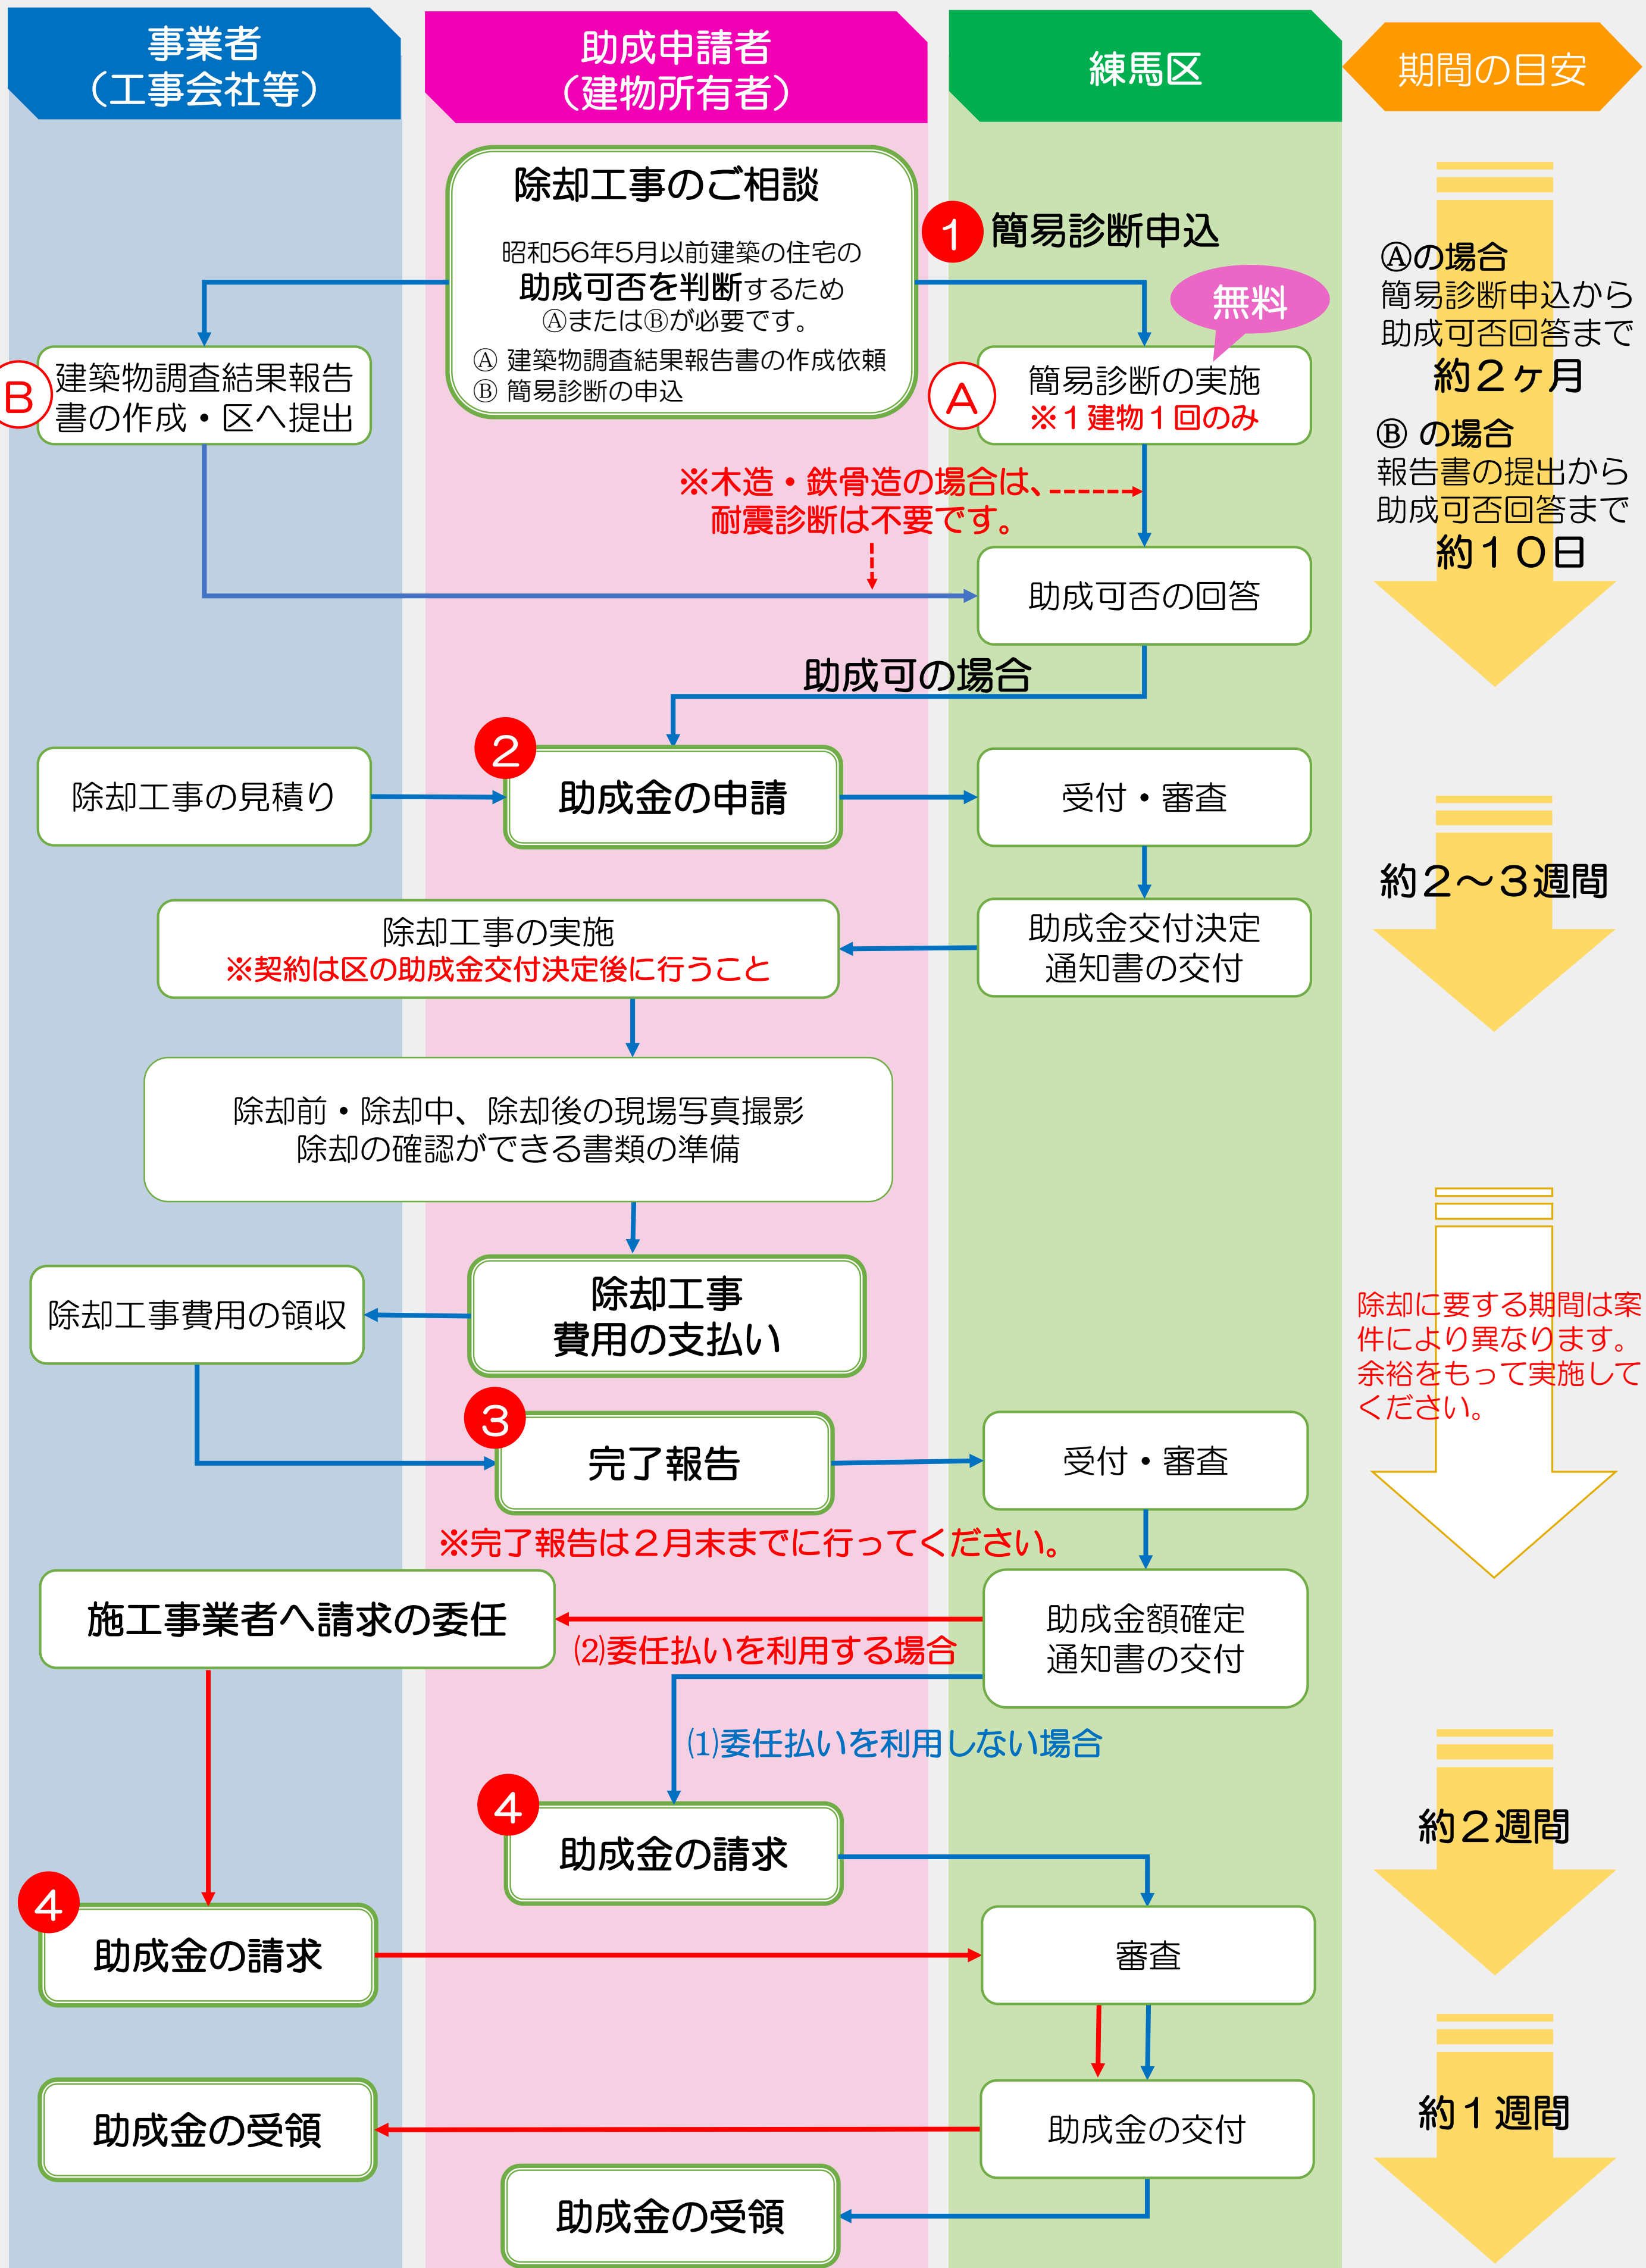 事業者
（工事会社等）
助成申請者
（建物所有者）
練馬区
期間の目安
除却工事のご相談
昭和56年5月以前建築の住宅の
助成可否を判断するため
ⒶまたはⒷが必要です。
Ⓐ 建築物調査結果報告書の作成依頼
Ⓑ 簡易診断の申込
1 簡易診断申込
無料
B
建築物調査結果報告
書の作成・区へ提出
A
簡易診断の実施
※１建物１回のみ
Ⓐの場合
簡易診断申込から
助成可否回答まで
約２ヶ月
Ⓑ の場合
報告書の提出から
助成可否回答まで
約１０日
※木造・鉄骨造の場合は、
耐震診断は不要です。
助成可否の回答
助成可の場合
除却工事の見積り
2
助成金の申請
受付・審査
約２～３週間
除却工事の実施
※契約は区の助成金交付決定後に行うこと
助成金交付決定
通知書の交付
除却前・除却中、除却後の現場写真撮影
除却の確認ができる書類の準備
除却工事費用の領収
除却工事
費用の支払い
除却に要する期間は案
件により異なります。
余裕をもって実施して
ください。
3
完了報告
受付・審査
※完了報告は２月末までに行ってください。
施工事業者へ請求の委任
⑵委任払いを利用する場合
助成金額確定
通知書の交付
⑴委任払いを利用しない場合
4
助成金の請求
約２週間
4
助成金の請求
審査
助成金の受領
助成金の交付
約１週間
助成金の受領